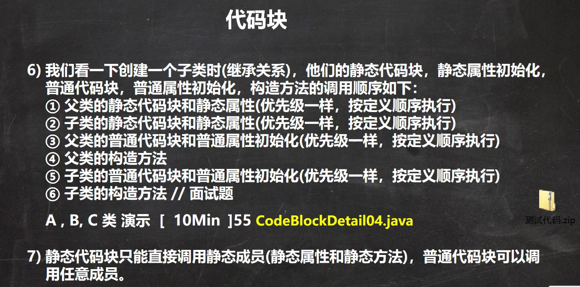 代码块
6) 我们看一下创建一个子类时(继承关系)，他们的静态代码块，静态属性初始化，
普通代码块，普通属性初始化，构造方法的调用顺序如下：
① 父类的静态代码块和静态属性(优先级一样，按定义顺序执行)
② 子类的静态代码块和静态属性(优先级一样，按定义顺序执行)
③ 父类的普通代码块和普通属性初始化(优先级一样，按定义顺序执行)
④ 父类的构造方法
⑤ 子类的普通代码块和普通属性初始化(优先级一样，按定义顺序执行)
⑥ 子类的构造方法 // 面试题
A , B, C 类 演示 [ 10Min ]55 CodeBlockDetail04.java
测试代码.zip
7) 静态代码块只能直接调用静态成员(静态属性和静态方法)，普通代码块可以调
用任意成员。